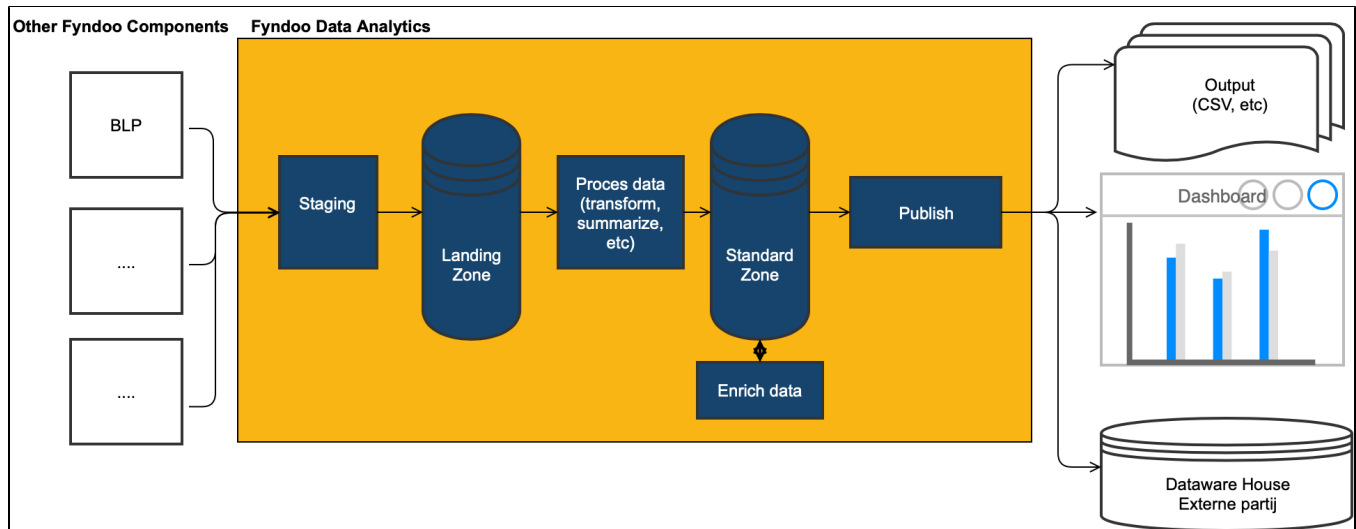 Other Fyndoo Components
Fyndoo Data Analytics
BLP
....
....
Staging
Landing
Zone
Proces data
(transform,
summarize,
etc)
Standard
Zone
Enrich data
Publish
Output
(CSV, etc)
Dashboard
Dataware House
Externe partij